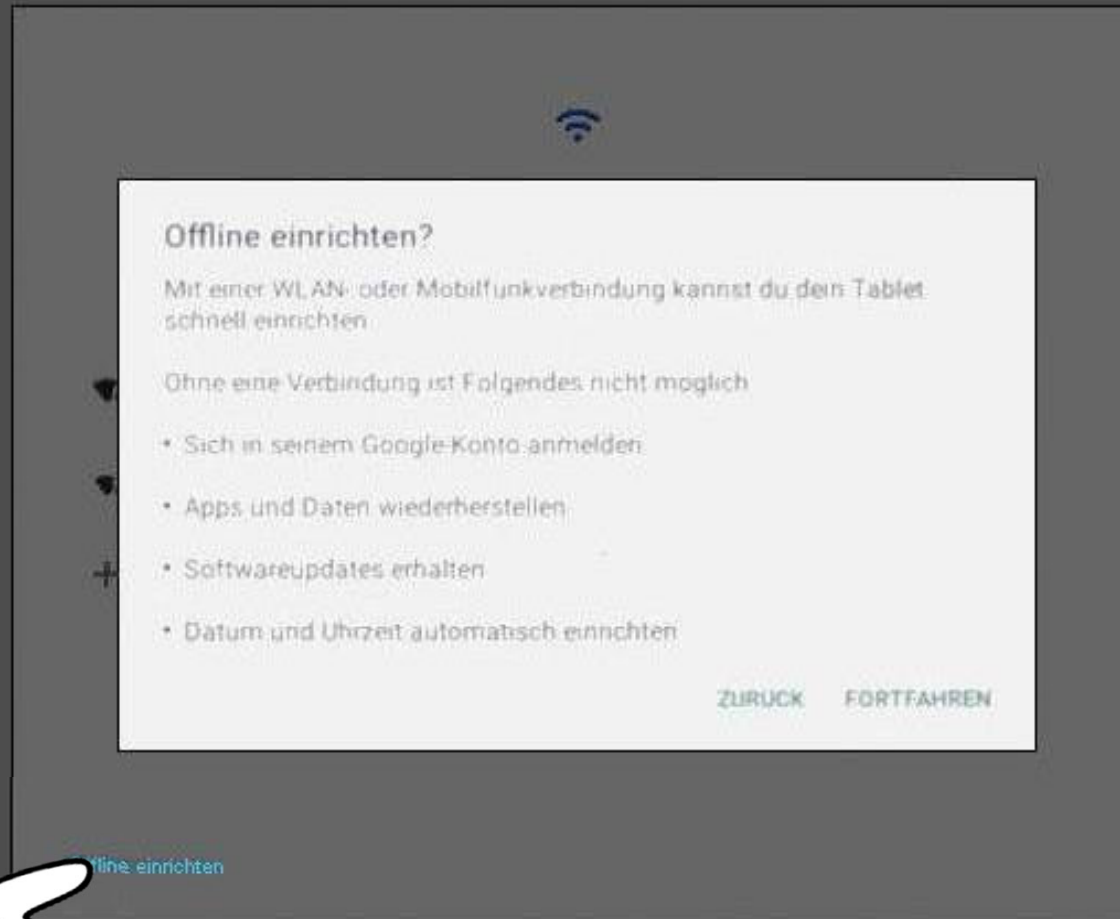 Offline einrichten?
Mit einer WLAN- oder Mobilfunkverbindung kannst du dein Tablet
schnell einrichten
Ohne eine Verbindung ist Folgendes nicht moglich
• Sich in seinem Google-Konto anmelden
• Apps und Daten wiederherstellen
• Softwareupdates erhalten
• Datum und Uhrzeit automatisch einrichten
ZURUCK FORTFAHREN
ffline einrichten